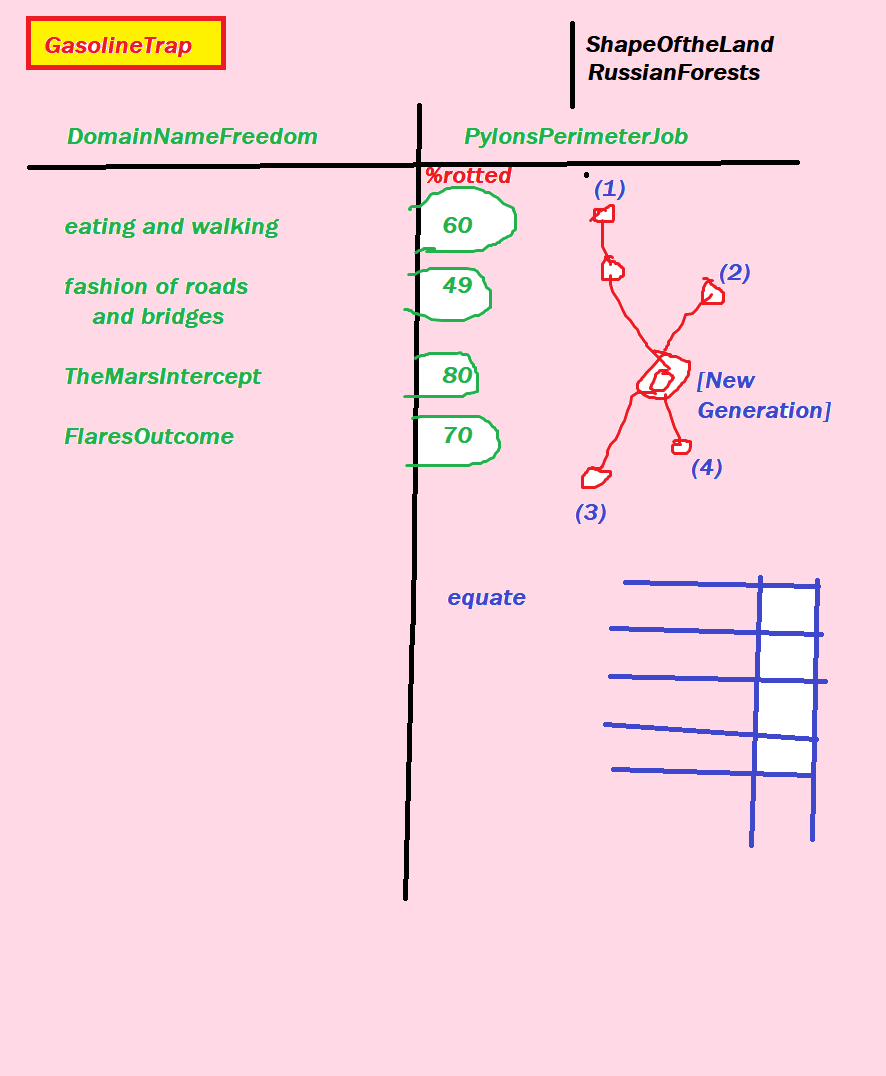 GasolineTrap
ShapeOftheLand
RussianForests
DomainNameFreedom
PylonsPerimeterJob
%rotted
eating and walking
60
fashion of roads
and bridges
49
TheMarsIntercept
80
FlaresOutcome
70
(1)
(2)
[New
Generation]
(4)
(3)
equate